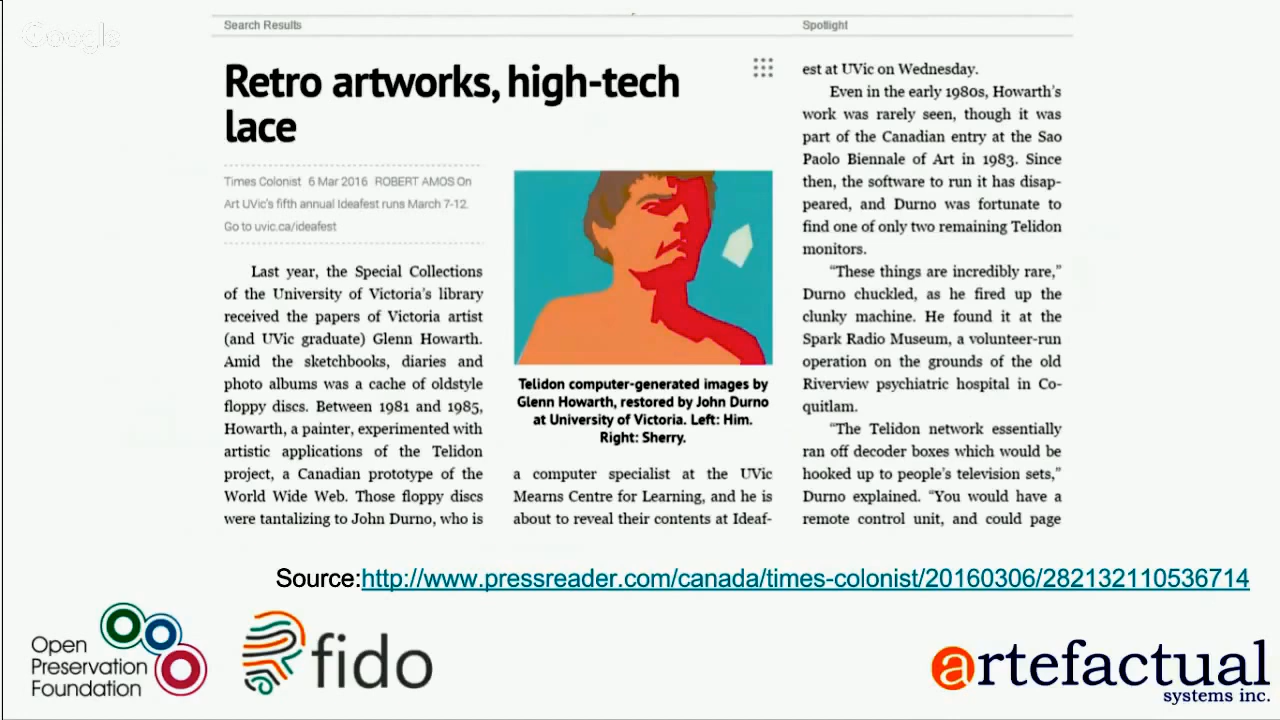 Google
Search Results
Spotlight
Retro artworks, high-tech
lace
Times Colonist 6 Mar 2016 ROBERT AMOS On
Art UVic's fifth annual Ideafest runs March 7-12.
Go to uvic.ca/ideafest
Last year, the Special Collections
of the University of Victoria's library
received the papers of Victoria artist
(and UVic graduate) Glenn Howarth.
Amid the sketchbooks, diaries and
photo albums was a cache of oldstyle
floppy discs. Between 1981 and 1985,
Howarth, a painter, experimented with
artistic applications of the Telidon
project, a Canadian prototype of the
World Wide Web. Those floppy discs
were tantalizing to John Durno, who is
Telidon computer-generated images by
Glenn Howarth, restored by John Durno
at University of Victoria. Left: Him.
Right: Sherry.
a computer specialist at the UVic
Mearns Centre for Learning, and he is
about to reveal their contents at Ideaf-
est at UVic on Wednesday.
Even in the early 1980s, Howarth's
work was rarely seen, though it was
part of the Canadian entry at the Sao
Paolo Biennale of Art in 1983. Since
then, the software to run it has disap-
peared, and Durno was fortunate to
find one of only two remaining Telidon
monitors.
"These things are incredibly rare,"
Durno chuckled, as he fired up the
clunky machine. He found it at the
Spark Radio Museum, a volunteer-run
operation on the grounds of the old
Riverview psychiatric hospital in Co-
quitlam.
"The Telidon network essentially
ran off decoder boxes which would be
hooked up to people's television sets,"
Durno explained. "You would have a
remote control unit, and could page
Source:http://www.pressreader.com/canada/times-colonist/20160306/282132110536714
Open
Preservation
Foundation
fido
artefactual
systems inc.